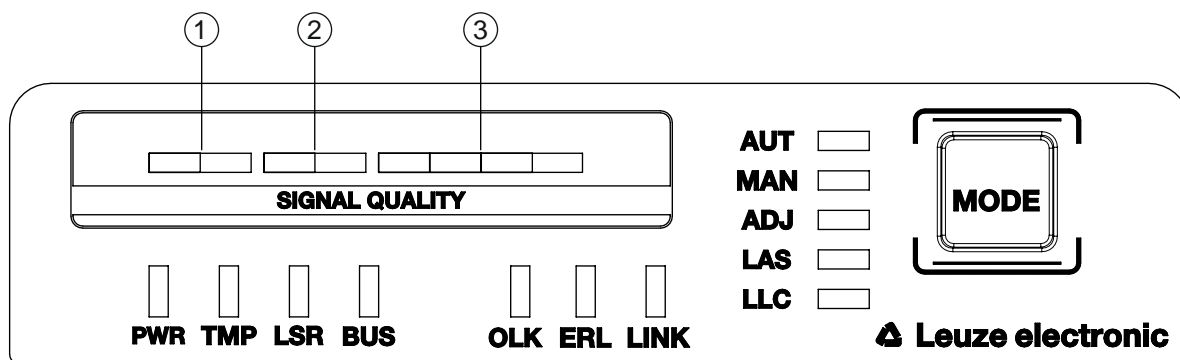 1 2 3
SIGNAL QUALITY
PWR TMP LSR BUS OLK ERL LINK
AUT
MAN
ADJ
LAS
LLC
MODE
Leuze electronic